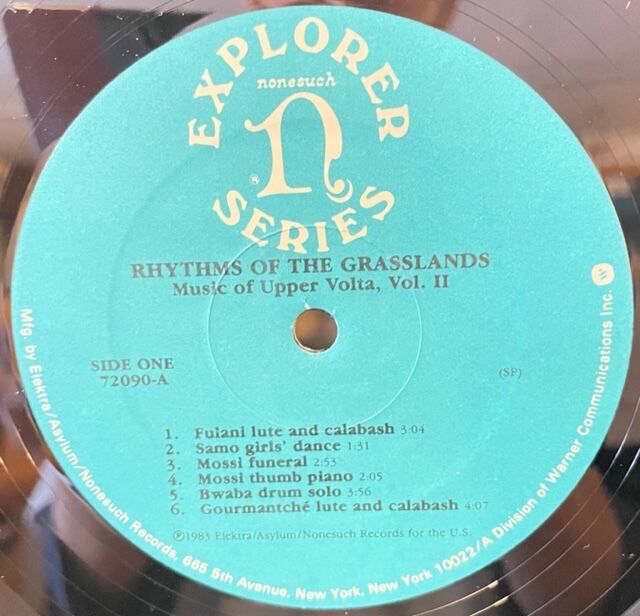 EXPLORER
nonesuch
n
®
SERIES
RHYTHMS OF THE GRASSLANDS
Music of Upper Volta, Vol. II
SIDE ONE
72090-A
(SP)
1. Fulani lute and calabash 3:04
2. Samo girls' dance 1:31
3. Mossi funeral 2:53
4. Mossi thumb piano 2:05
5. Bwaba drum solo 3:56
6. Gourmantché lute and calabash 4:07
℗1983 Elektra/Asylum/Nonesuch Records for the U.S.
Mfg. by Elektra/Asylum/Nonesuch Records, 665 5th Avenue, New York, New York 10022/A Division of Warner Communications Inc.